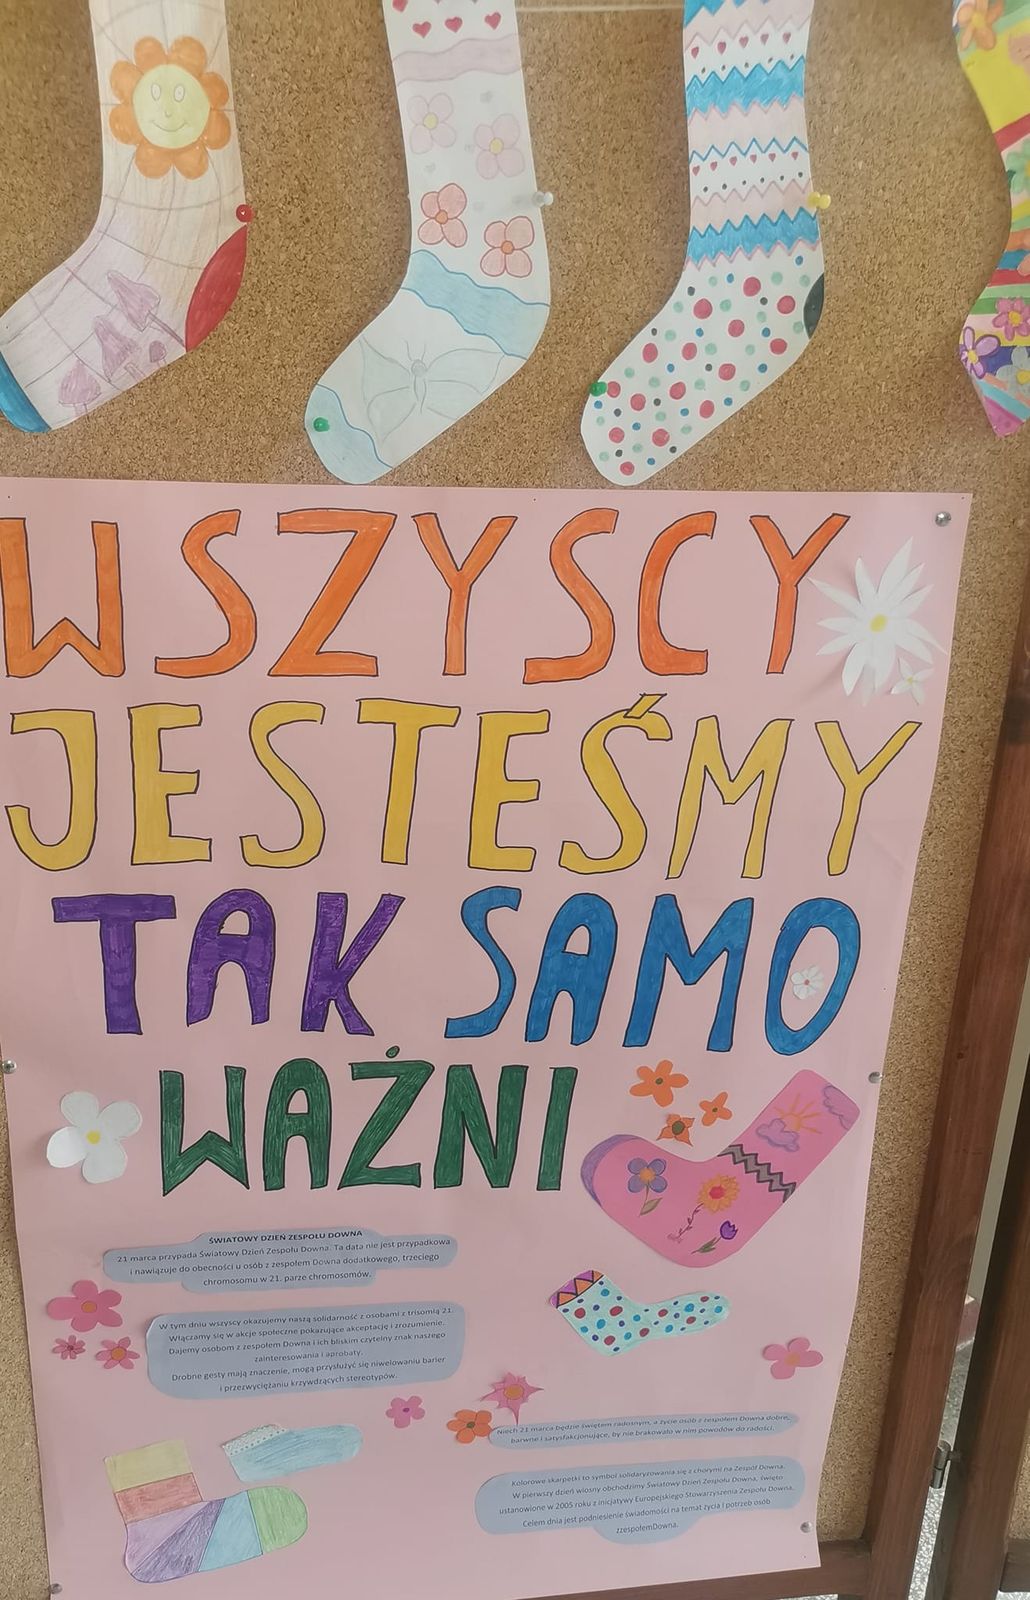 WSZYSCY
JESTEŚMY
TAK SAMO
WAŻNI
ŚWIATOWY DZIEŃ ZESPOŁU DOWNA
21 marca przypada Światowy Dzień Zespołu Downa. Ta data nie jest przypadkowa
i nawiązuje do obecności u osób z zespołem Downa dodatkowego, trzeciego
chromosomu w 21. parze chromosomów.
W tym dniu wszyscy okazujemy naszą solidarność z osobami z trisomią 21.
Włączamy się w akcje społeczne pokazujące akceptację i zrozumienie.
Dajemy osobom z zespołem Downa i ich bliskim czytelny znak naszego
zainteresowania i aprobaty.
Drobne gesty mają znaczenie, mogą przysłużyć się niwelowaniu barier
i przezwyciężaniu krzywdzących stereotypów.
Niech 21 marca będzie świętem radosnym, a życie osób z zespołem Downa dobre,
barwne i satysfakcjonujące, by nie brakowało w nim powodów do radości.
Kolorowe skarpetki to symbol solidaryzowania się z chorymi na Zespół Downa.
W pierwszy dzień wiosny obchodzimy Światowy Dzień Zespołu Downa, święto
ustanowione w 2005 roku z inicjatywy Europejskiego Stowarzyszenia Zespołu Downa.
Celem dnia jest podniesienie świadomości na temat życia i potrzeb osób
zzespołemDowna.